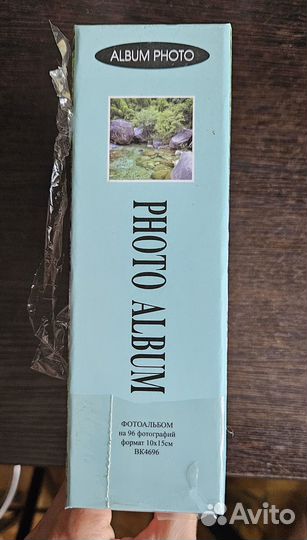 ALBUM PHOTO
PHOTO ALBUM
ФОТОАЛЬБОМ
на 96 фотографий
формат 10х15см
BK4696
Avito